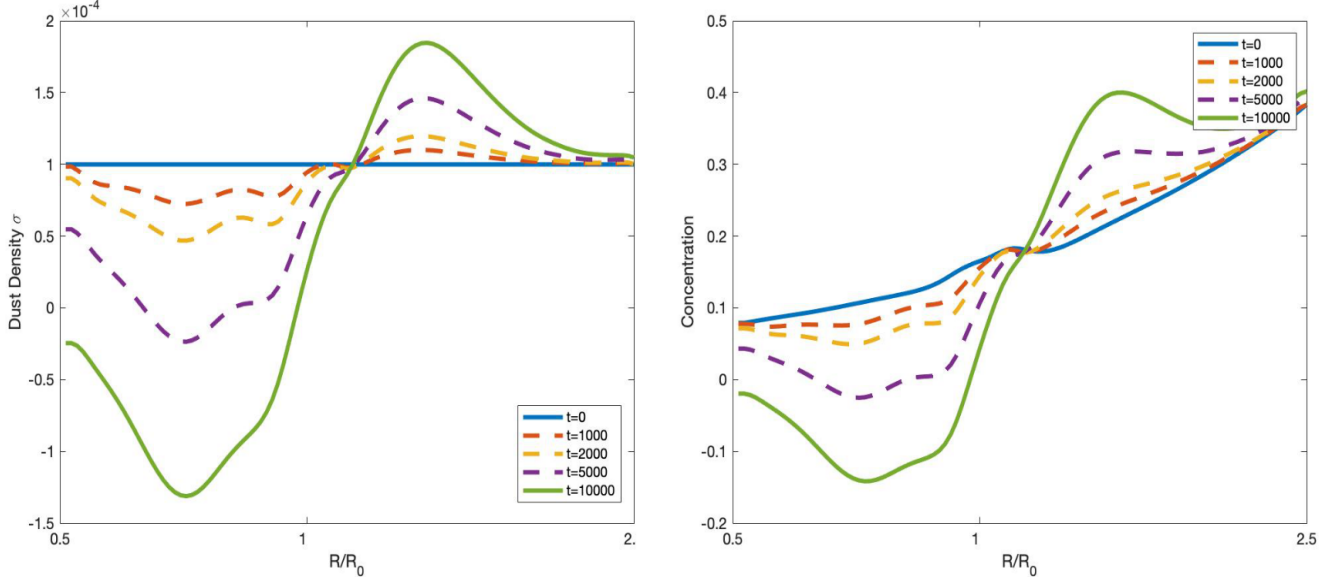 ×10⁻⁴
2
1.5
1
0.5
0
-0.5
-1
-1.5
Dust Density σ
0.5
1
2.
R/R₀
t=0
t=1000
t=2000
t=5000
t=10000
0.5
0.4
0.3
0.2
0.1
0
-0.1
-0.2
Concentration
0.5
1
2.5
R/R₀
t=0
t=1000
t=2000
t=5000
t=10000